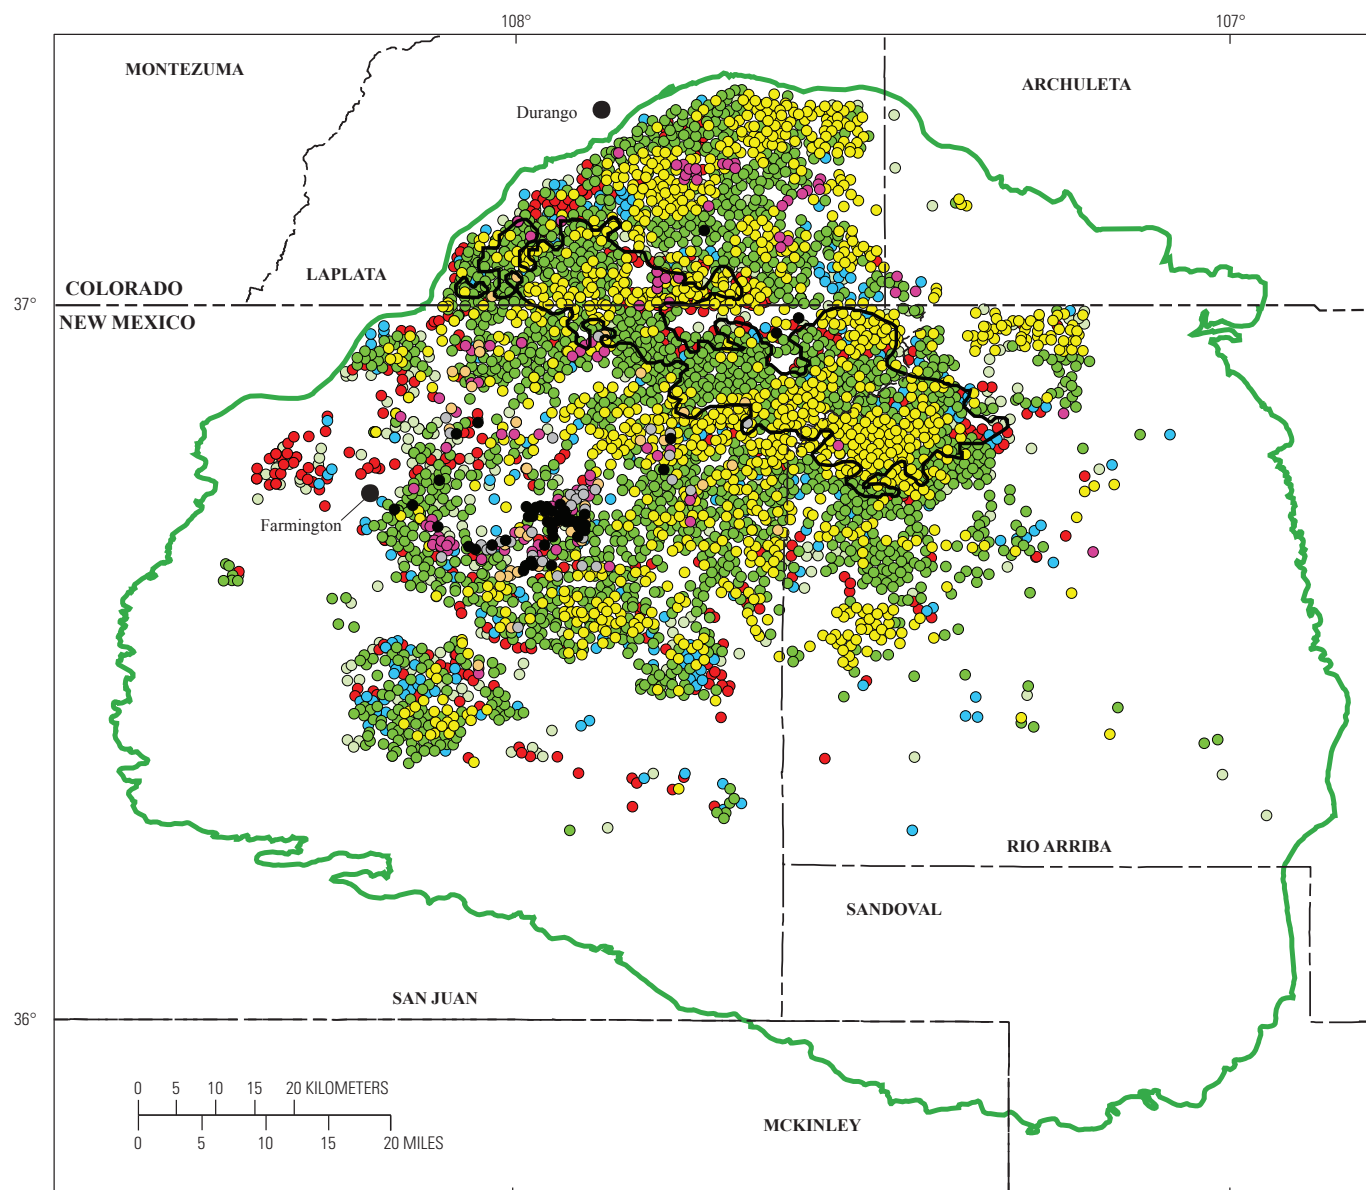 108°
107°
MONTEZUMA
ARCHULETA
Durango
LAPLATA
COLORADO
37°
NEW MEXICO
Farmington
RIO ARRIBA
SANDOVAL
SAN JUAN
36°
0 5 10 15 20 KILOMETERS
0 5 10 15 20 MILES
MCKINLEY